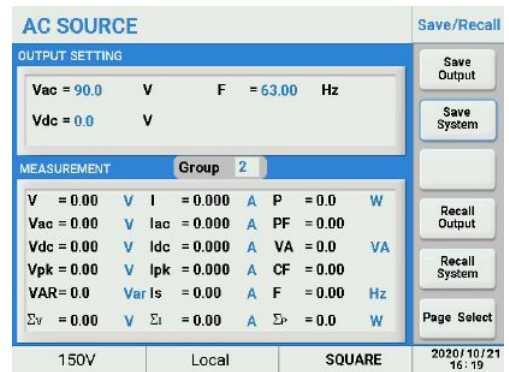 AC SOURCE
Save/Recall
OUTPUT SETTING
Vac = 90.0 V F = 63.00 Hz
Vdc = 0.0 V
Save
Output
Save
System
MEASUREMENT Group 2
V = 0.00 V I = 0.000 A P = 0.0 W
Vac = 0.00 V Iac = 0.000 A PF = 0.00
Vdc = 0.00 V Idc = 0.000 A VA = 0.0 VA
Vpk = 0.00 V Ipk = 0.000 A CF = 0.00
VAR= 0.0 Var Is = 0.00 A F = 0.00 Hz
Σv = 0.00 V ΣI = 0.00 A ΣP = 0.0 W
Recall
Output
Recall
System
Page Select
150V Local SQUARE 2020/10/21
16:19